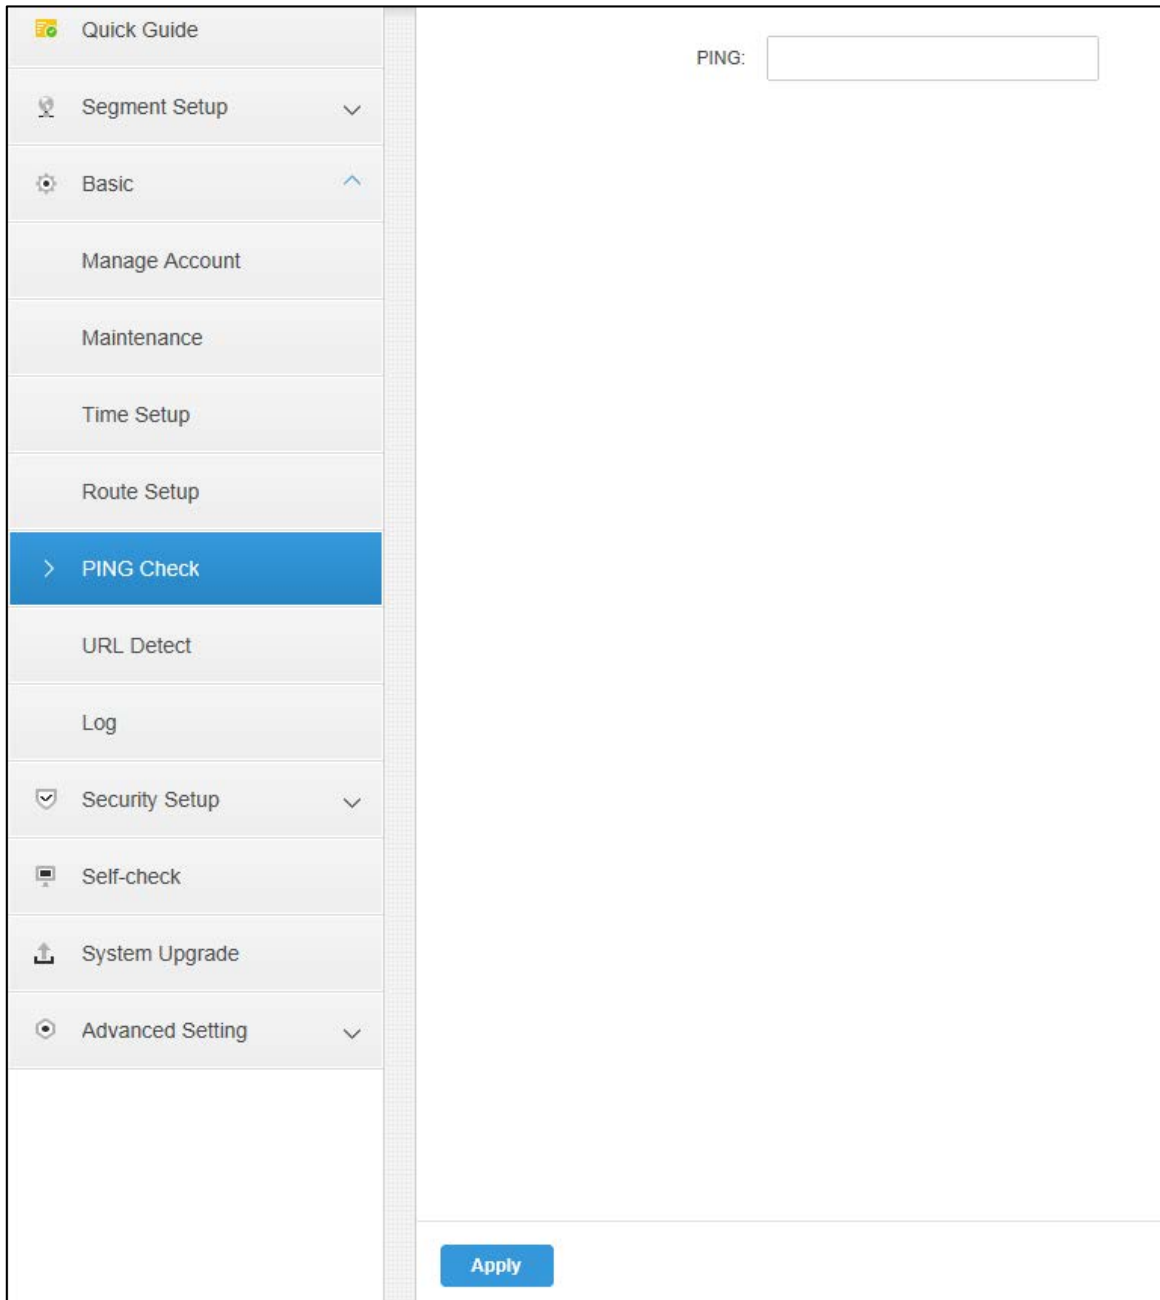 Quick Guide
PING:
Segment Setup
Basic
Manage Account
Maintenance
Time Setup
Route Setup
PING Check
URL Detect
Log
Security Setup
Self-check
System Upgrade
Advanced Setting
Apply